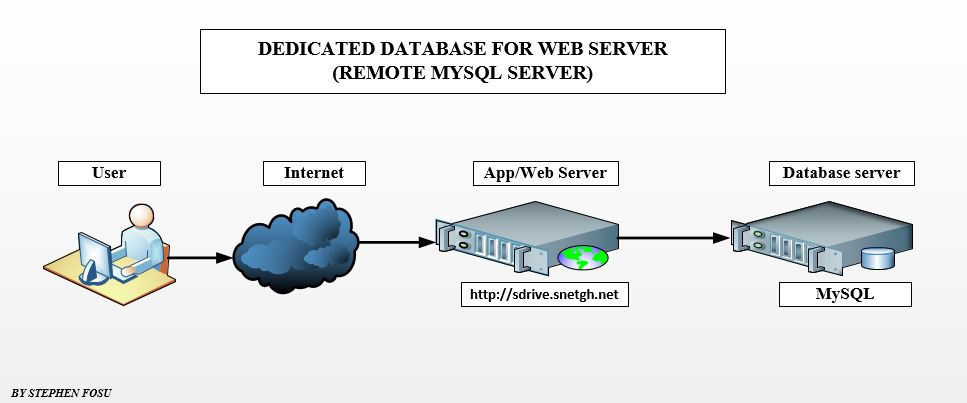 DEDICATED DATABASE FOR WEB SERVER
(REMOTE MYSQL SERVER)
User
Internet
App/Web Server
Database server
http://sdrive.snetgh.net
MySQL
BY STEPHEN FOSU